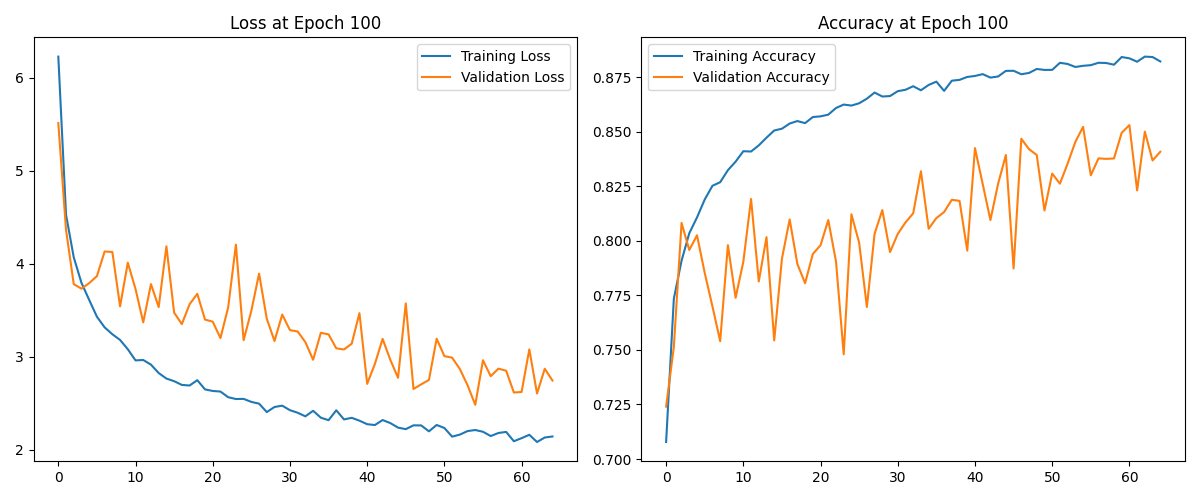 Loss at Epoch 100
Training Loss
Validation Loss
6
5
4
3
2
0 10 20 30 40 50 60
Accuracy at Epoch 100
Training Accuracy
Validation Accuracy
0.875
0.850
0.825
0.800
0.775
0.750
0.725
0.700
0 10 20 30 40 50 60